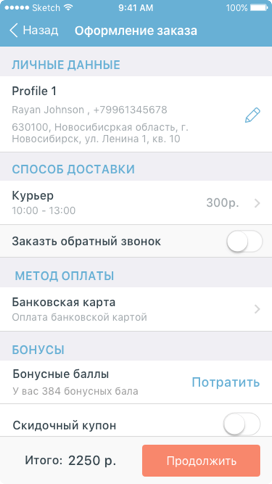 Sketch 9:41 AM 100%
Назад Оформление заказа
ЛИЧНЫЕ ДАННЫЕ
Profile 1
Rayan Johnson , +79961345678
630100, Новосибисркая область, г.
Новосибирск, ул. Ленина 1, кв. 10
СПОСОБ ДОСТАВКИ
Курьер
300р.
10:00 - 13:00
Заказть обратный звонок
МЕТОД ОПЛАТЫ
Банковская карта
Оплата банковской картой
БОНУСЫ
Бонусные баллы
Потратить
У вас 384 бонусных бала
Скидочный купон
Итого: 2250 р. Продолжить